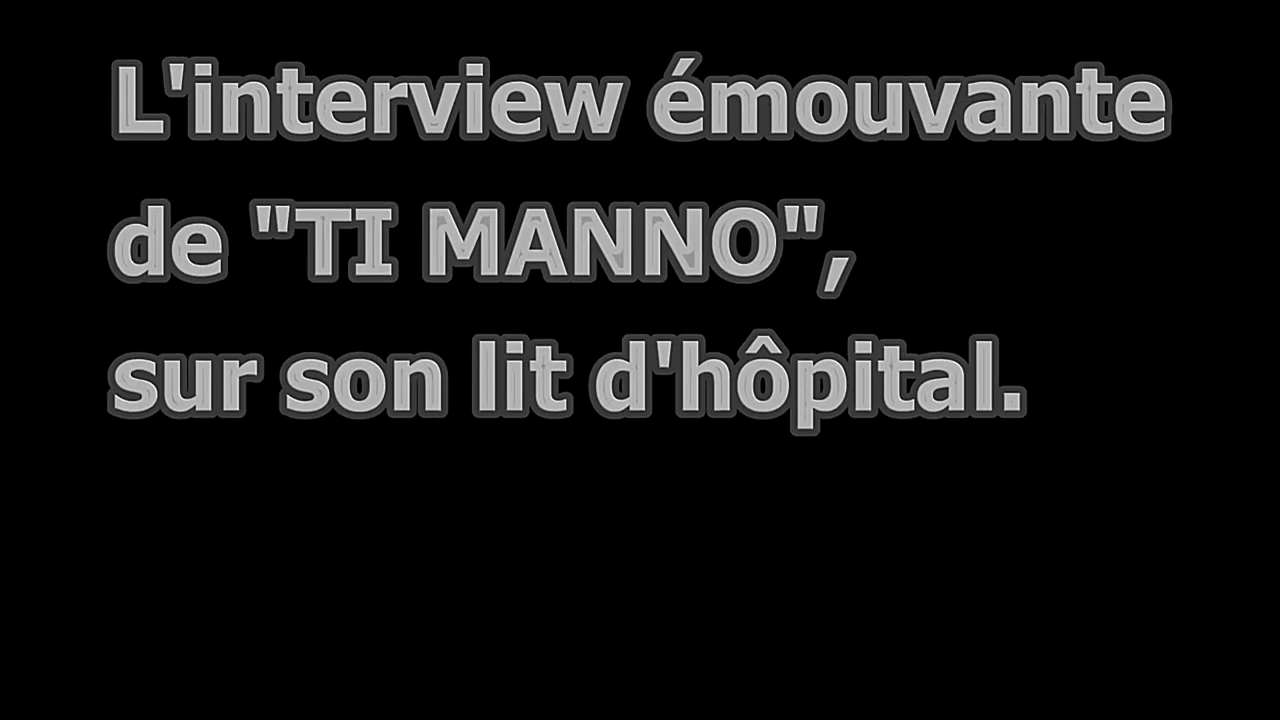 L'interview émouvante
de "TI MANNO",
sur son lit d'hôpital.